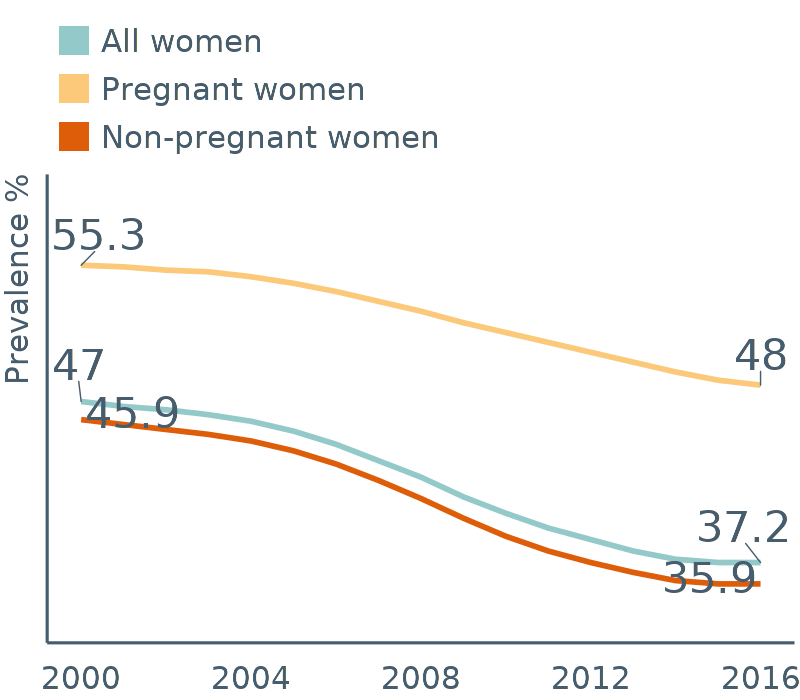 All women
Pregnant women
Non-pregnant women
Prevalence %
55.3
47
45.9
48
37.2
35.9
2000 2004 2008 2012 2016